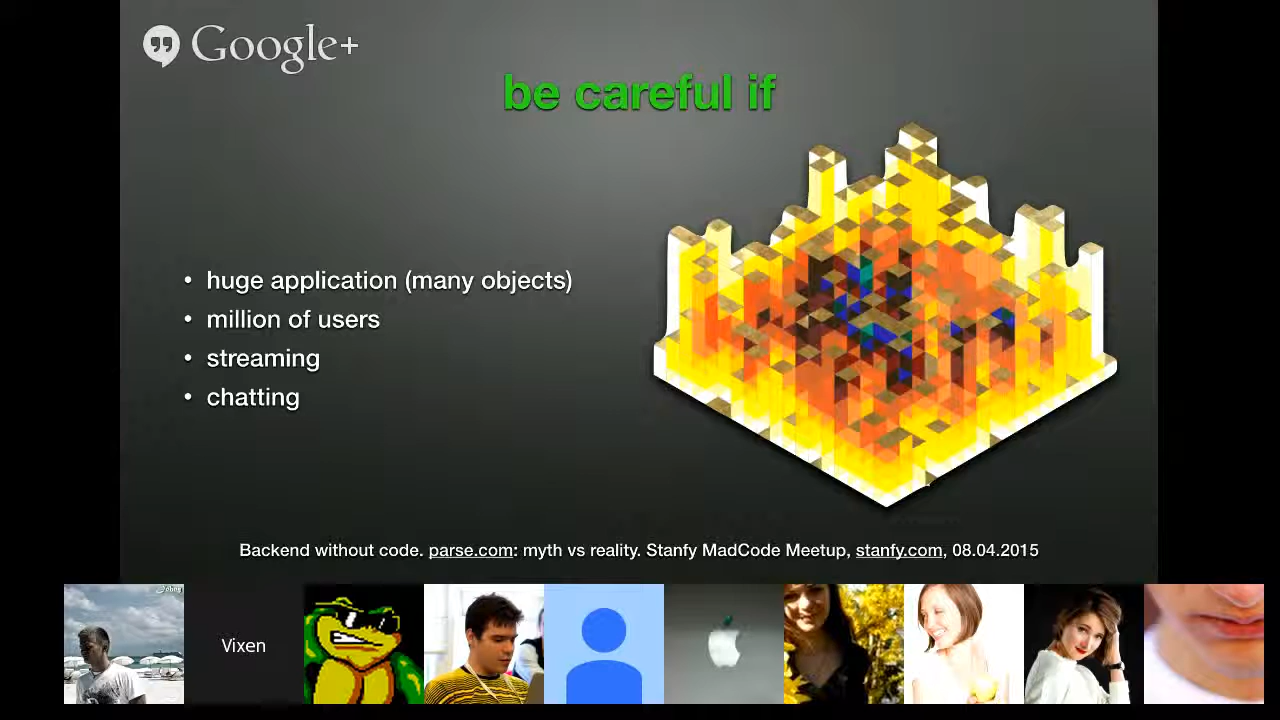 Google+
be careful if
• huge application (many objects)
• million of users
• streaming
• chatting
Backend without code. parse.com: myth vs reality. Stanfy MadCode Meetup, stanfy.com, 08.04.2015
Vixen